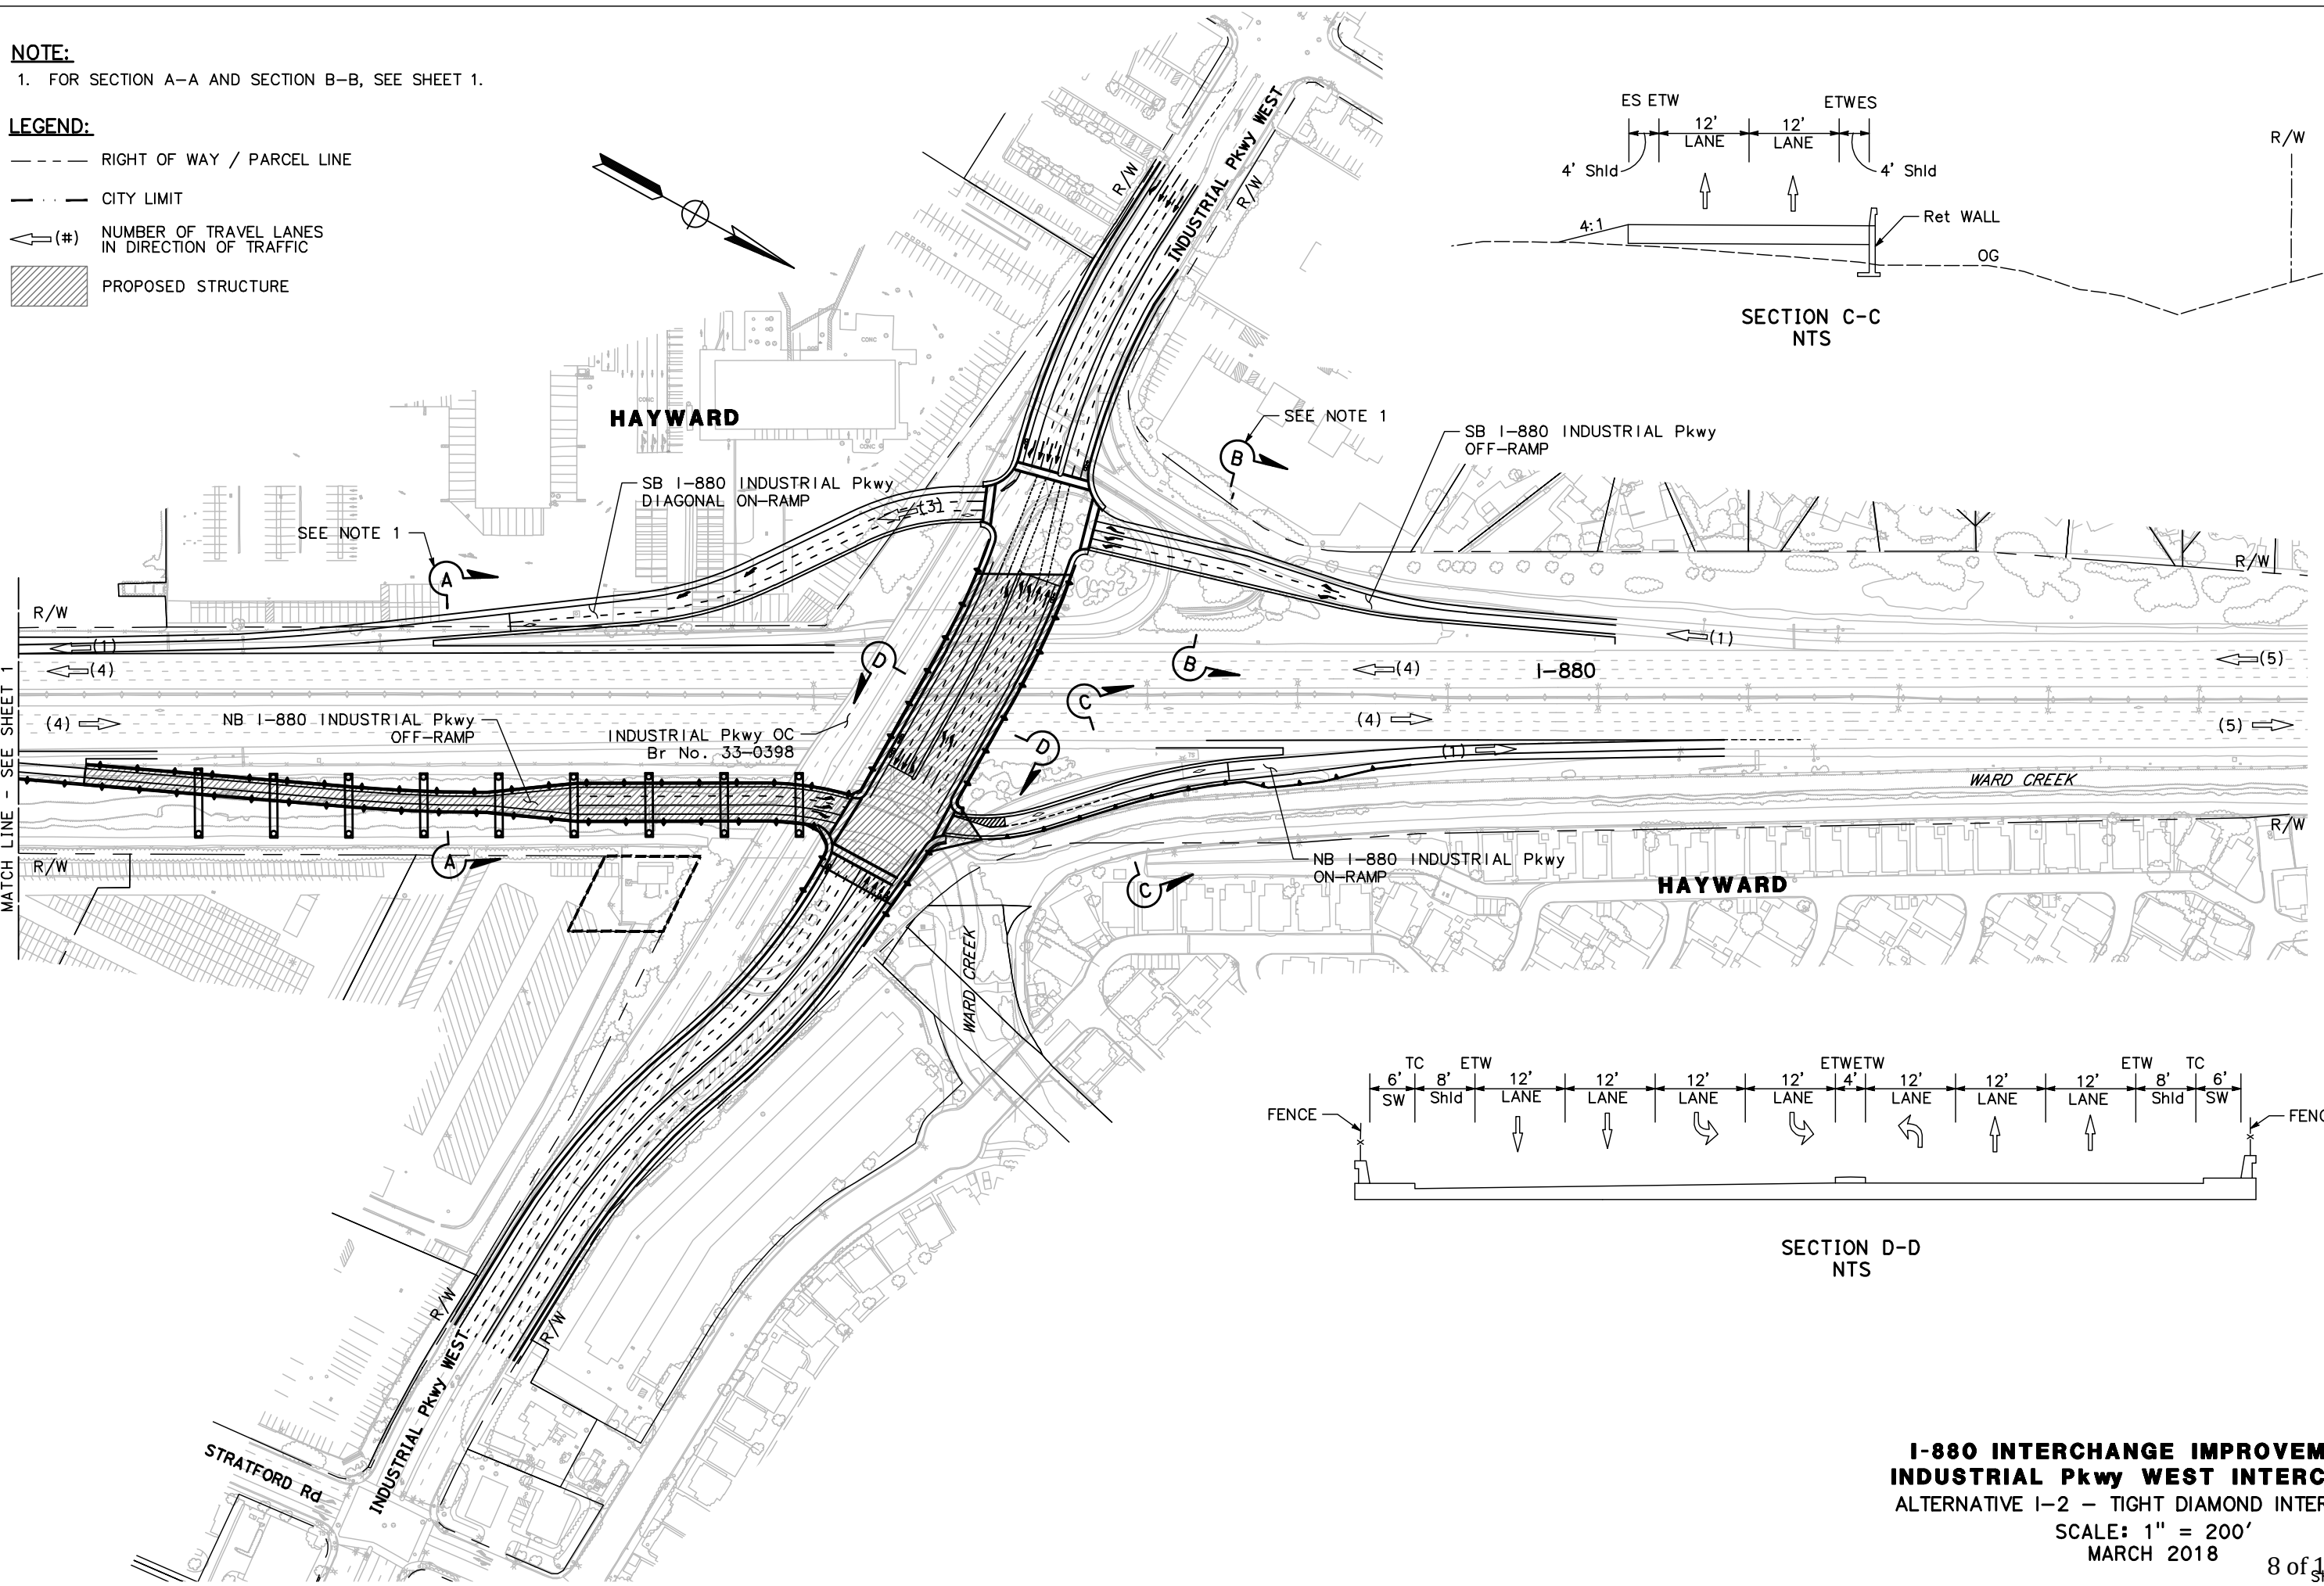 NOTE:
1. FOR SECTION A-A AND SECTION B-B, SEE SHEET 1.
LEGEND:
RIGHT OF WAY / PARCEL LINE
CITY LIMIT
(#) NUMBER OF TRAVEL LANES
IN DIRECTION OF TRAFFIC
PROPOSED STRUCTURE
INDUSTRIAL Pkwy WEST
R/W
R/W
ES ETW
ETWES
12'
LANE
12'
LANE
4' Shld
4' Shld
R/W
4:1
Ret WALL
OG
SECTION C-C
NTS
HAYWARD
SEE NOTE 1
B
SB I-880 INDUSTRIAL Pkwy
OFF-RAMP
SB I-880 INDUSTRIAL Pkwy
DIAGONAL ON-RAMP
(3)
SEE NOTE 1
A
R/W
R/W
(1)
(4)
(1)
D
B
(4)
I-880
(5)
C
MATCH LINE - SEE SHEET 1
(4)
NB I-880 INDUSTRIAL Pkwy
OFF-RAMP
INDUSTRIAL Pkwy OC
Br No. 33-0398
D
(4)
(1)
(5)
WARD CREEK
R/W
A
R/W
NB I-880 INDUSTRIAL Pkwy
ON-RAMP
C
HAYWARD
WARD CREEK
TC ETW ETWETW ETW TC
6' 8' 12' 12' 12' 12' 4' 12' 12' 12' 8' 6'
SW Shld LANE LANE LANE LANE LANE LANE LANE Shld SW
FENCE
FENC
SECTION D-D
NTS
R/W
R/W
INDUSTRIAL Pkwy WEST
STRATFORD Rd
I-880 INTERCHANGE IMPROVEM
INDUSTRIAL Pkwy WEST INTERC
ALTERNATIVE I-2 - TIGHT DIAMOND INTER
SCALE: 1" = 200'
MARCH 2018
8 of 1